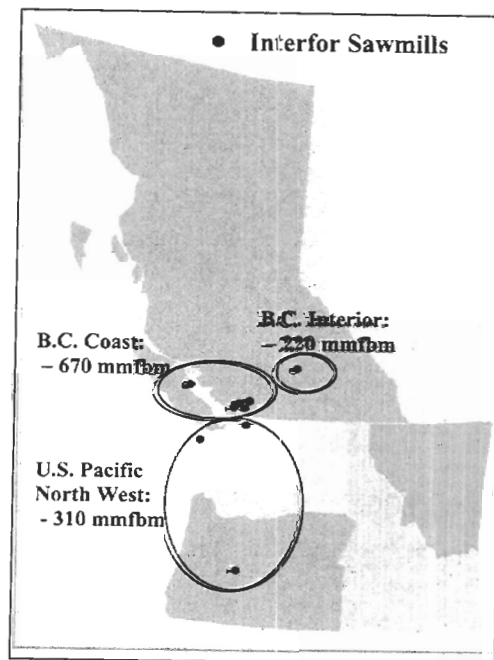 ● Interfor Sawmills
B.C. Interior:
– 220 mmfbm
B.C. Coast:
– 670 mmfbm
U.S. Pacific
North West:
- 310 mmfbm